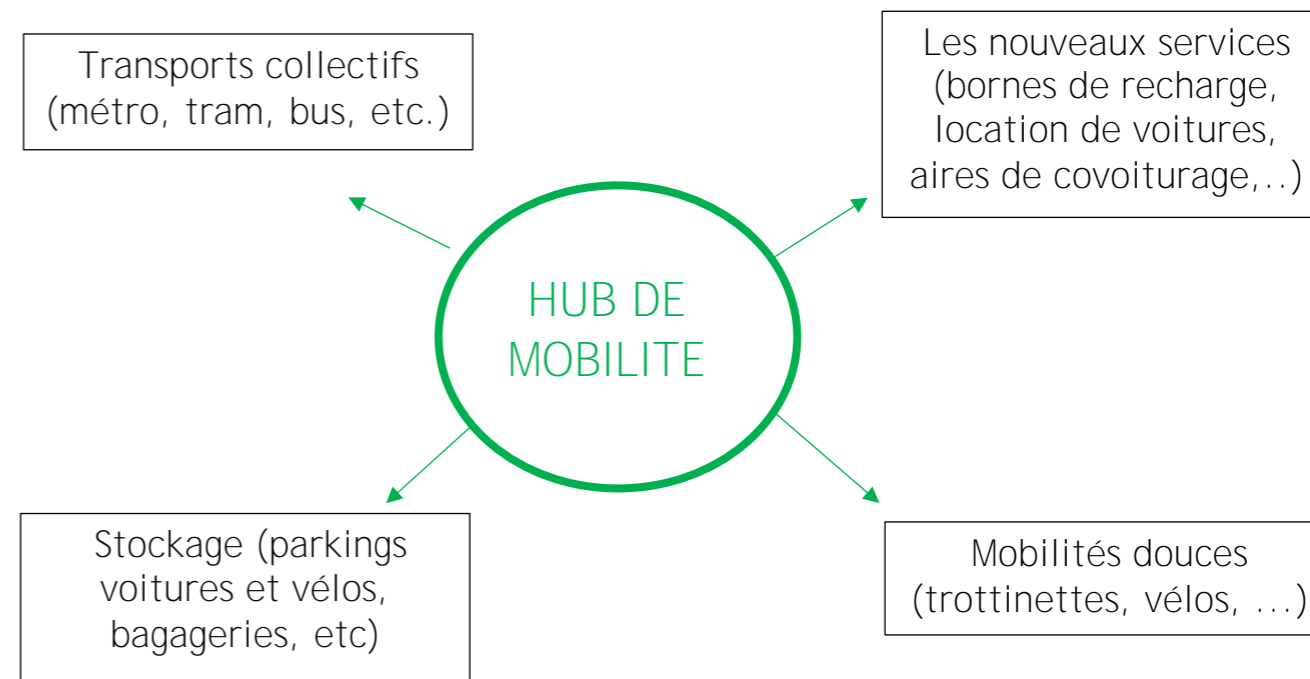 Transports collectifs
(métro, tram, bus, etc.)
Les nouveaux services
(bornes de recharge,
location de voitures,
aires de covoiturage,..)
HUB DE
MOBILITE
Stockage (parkings
voitures et vélos,
bagageries, etc)
Mobilités douces
(trottinettes, vélos, ...)